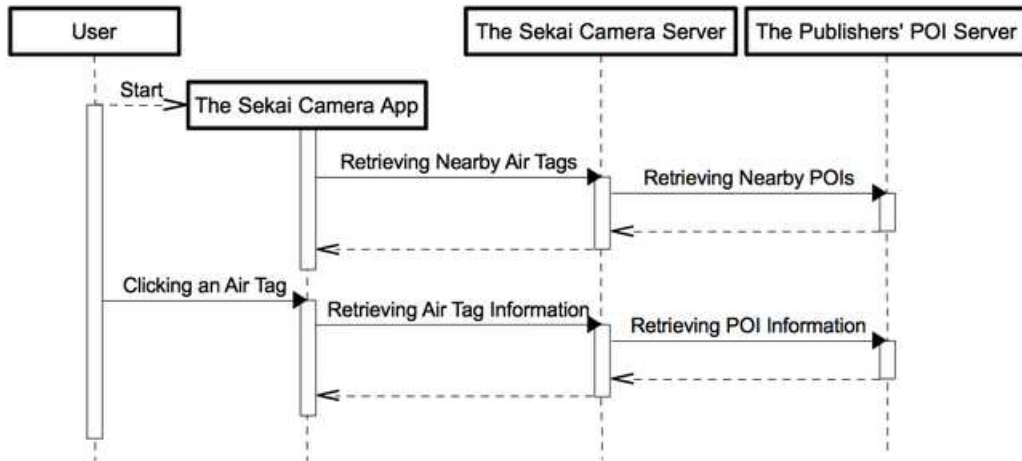 User
The Sekai Camera Server
The Publishers' POI Server
Start
The Sekai Camera App
Retrieving Nearby Air Tags
Retrieving Nearby POIs
Clicking an Air Tag
Retrieving Air Tag Information
Retrieving POI Information